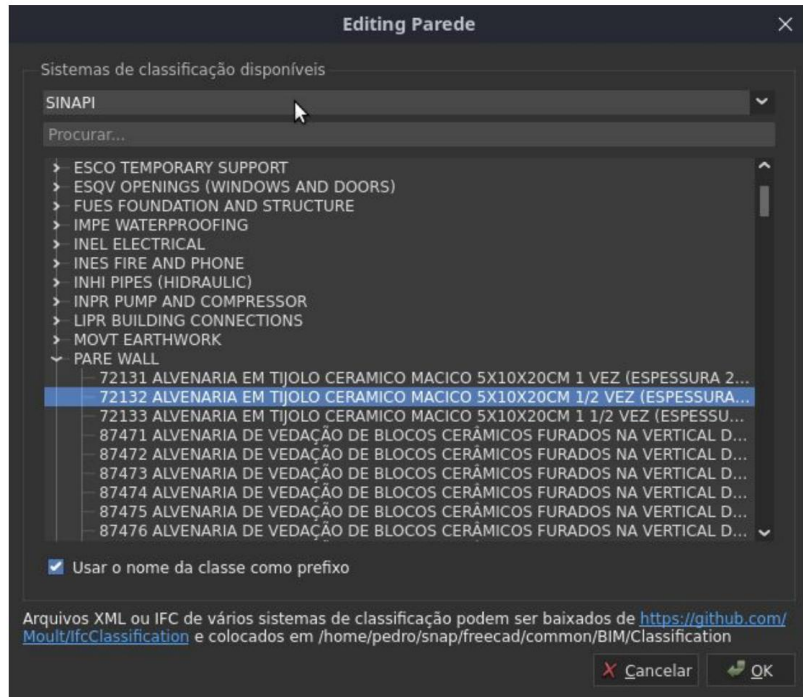 Editing Parede
Sistemas de classificação disponíveis
SINAPI
Procurar...
ESCO TEMPORARY SUPPORT
ESQV OPENINGS (WINDOWS AND DOORS)
FUES FOUNDATION AND STRUCTURE
IMPE WATERPROOFING
INEL ELECTRICAL
INES FIRE AND PHONE
INHI PIPES (HIDRAULIC)
INPR PUMP AND COMPRESSOR
LIPR BUILDING CONNECTIONS
MOVT EARTHWORK
PARE WALL
72131 ALVENARIA EM TIJOLO CERAMICO MACICO 5X10X20CM 1 VEZ (ESPESSURA 2...
72132 ALVENARIA EM TIJOLO CERAMICO MACICO 5X10X20CM 1/2 VEZ (ESPESSURA...
72133 ALVENARIA EM TIJOLO CERAMICO MACICO 5X10X20CM 1 1/2 VEZ (ESPESSU...
87471 ALVENARIA DE VEDAÇÃO DE BLOCOS CERÂMICOS FURADOS NA VERTICAL D...
87472 ALVENARIA DE VEDAÇÃO DE BLOCOS CERÂMICOS FURADOS NA VERTICAL D...
87473 ALVENARIA DE VEDAÇÃO DE BLOCOS CERÂMICOS FURADOS NA VERTICAL D...
87474 ALVENARIA DE VEDAÇÃO DE BLOCOS CERÂMICOS FURADOS NA VERTICAL D...
87475 ALVENARIA DE VEDAÇÃO DE BLOCOS CERÂMICOS FURADOS NA VERTICAL D...
87476 ALVENARIA DE VEDAÇÃO DE BLOCOS CERÂMICOS FURADOS NA VERTICAL D...
Usar o nome da classe como prefixo
Arquivos XML ou IFC de vários sistemas de classificação podem ser baixados de https://github.com/
Moult/IfcClassification e colocados em /home/pedro/snap/freecad/common/BIM/Classification
Cancelar OK